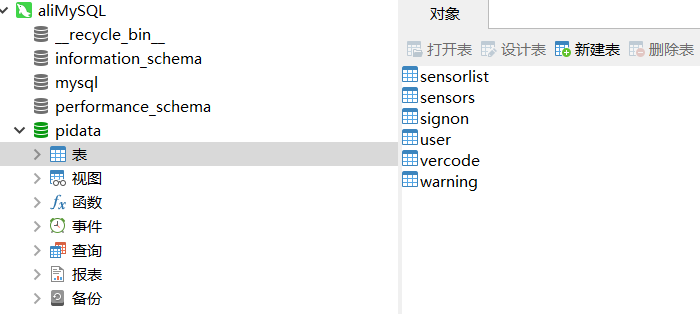 aliMySQL
__recycle_bin__
information_schema
mysql
performance_schema
pidata
表
视图
fx 函数
事件
查询
报表
备份
对象
打开表 设计表 新建表 删除表
sensorlist
sensors
signon
user
vercode
warning